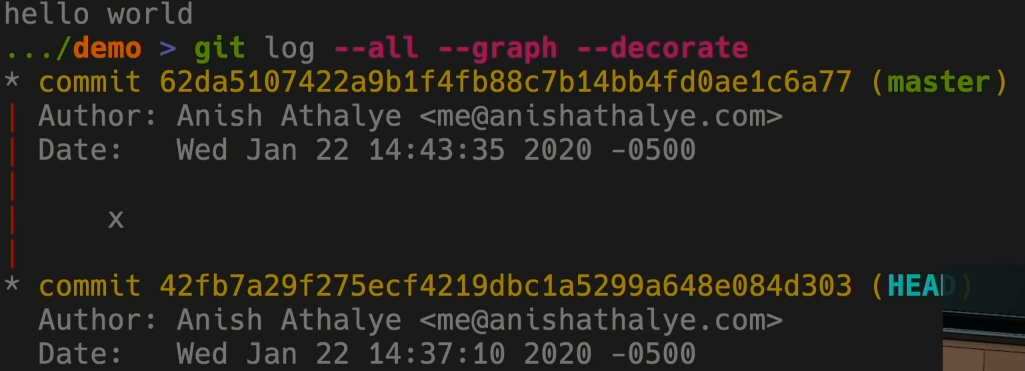 hello world
.../demo > git log --all --graph --decorate
* commit 62da5107422a9b1f4fb88c7b14bb4fd0ae1c6a77 (master)
| Author: Anish Athalye <me@anishathalye.com>
| Date:   Wed Jan 22 14:43:35 2020 -0500
|
|     x
|
* commit 42fb7a29f275ecf4219dbc1a5299a648e084d303 (HEAD)
  Author: Anish Athalye <me@anishathalye.com>
  Date:   Wed Jan 22 14:37:10 2020 -0500